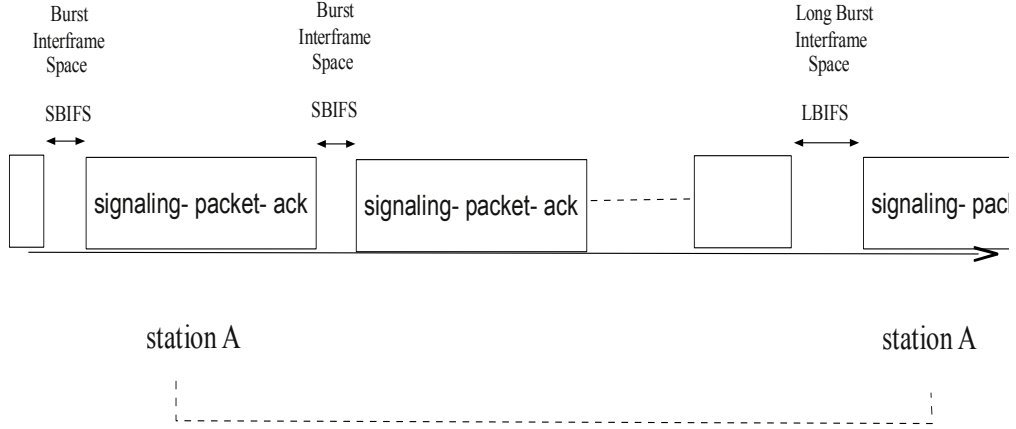 Burst
Interframe
Space
SBIFS
Burst
Interframe
Space
SBIFS
Long Burst
Interframe
Space
LBIFS
signaling- packet- ack
signaling- packet- ack
signaling- pack
station A
station A